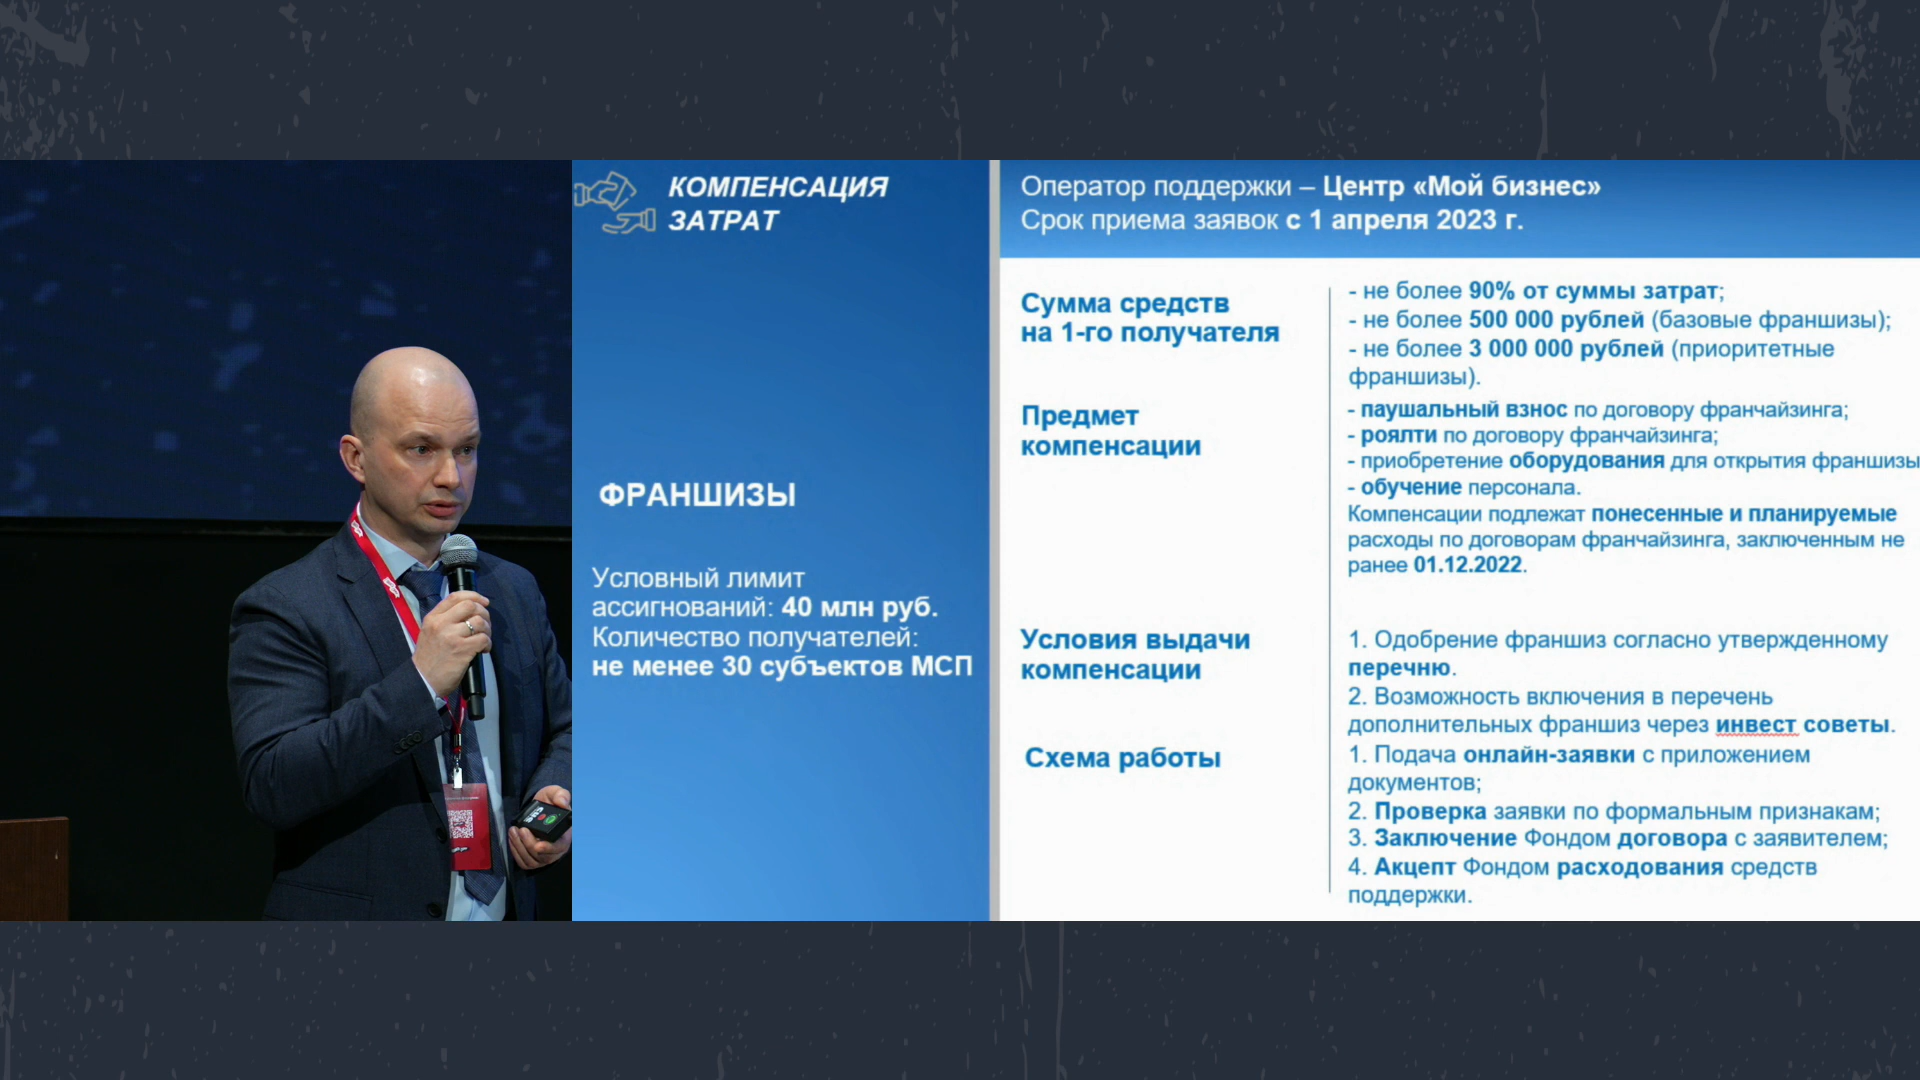 КОМПЕНСАЦИЯ
ЗАТРАТ
ФРАНШИЗЫ
Условный лимит
ассигнований: 40 млн руб.
Количество получателей:
не менее 30 субъектов МСП
Оператор поддержки – Центр «Мой бизнес»
Срок приема заявок с 1 апреля 2023 г.
Сумма средств
на 1-го получателя
- не более 90% от суммы затрат;
- не более 500 000 рублей (базовые франшизы);
- не более 3 000 000 рублей (приоритетные
франшизы).
Предмет
компенсации
- паушальный взнос по договору франчайзинга;
- роялти по договору франчайзинга;
- приобретение оборудования для открытия франшизы
- обучение персонала.
Компенсации подлежат понесенные и планируемые
расходы по договорам франчайзинга, заключенным не
ранее 01.12.2022.
Условия выдачи
компенсации
1. Одобрение франшиз согласно утвержденному
перечню.
2. Возможность включения в перечень
дополнительных франшиз через инвест советы.
Схема работы
1. Подача онлайн-заявки с приложением
документов;
2. Проверка заявки по формальным признакам;
3. Заключение Фондом договора с заявителем;
4. Акцепт Фондом расходования средств
поддержки.